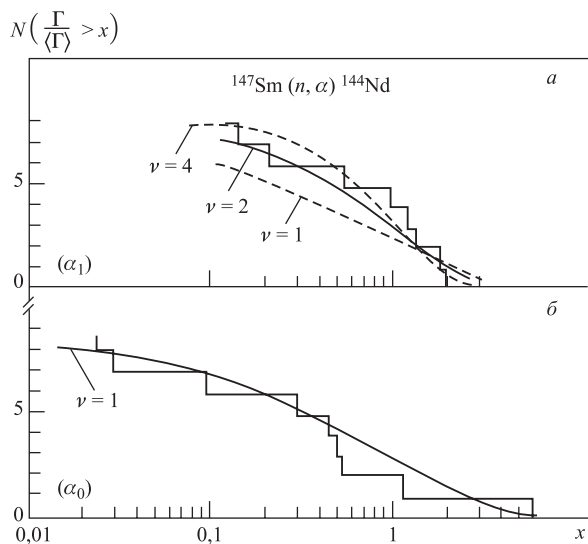 N(Γ/⟨Γ⟩ > x)
¹⁴⁷Sm (n, α) ¹⁴⁴Nd
а
ν = 4
5
ν = 2
ν = 1
(α₁)
0
б
ν = 1
5
(α₀)
0
0,01 0,1 1 x